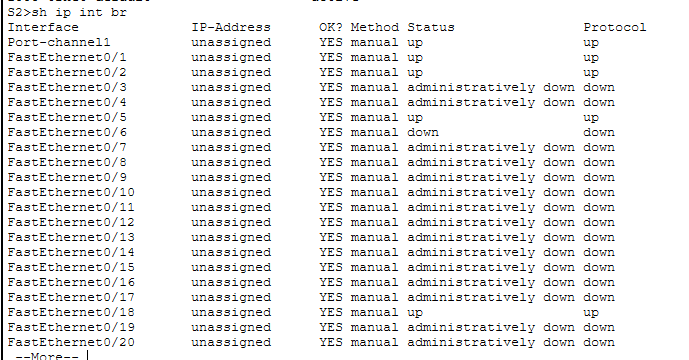 S2>sh ip int br
Interface              IP-Address      OK? Method Status                Protocol
Port-channel1          unassigned      YES manual up                    up
FastEthernet0/1        unassigned      YES manual up                    up
FastEthernet0/2        unassigned      YES manual up                    up
FastEthernet0/3        unassigned      YES manual administratively down down
FastEthernet0/4        unassigned      YES manual administratively down down
FastEthernet0/5        unassigned      YES manual up                    up
FastEthernet0/6        unassigned      YES manual down                  down
FastEthernet0/7        unassigned      YES manual administratively down down
FastEthernet0/8        unassigned      YES manual administratively down down
FastEthernet0/9        unassigned      YES manual administratively down down
FastEthernet0/10       unassigned      YES manual administratively down down
FastEthernet0/11       unassigned      YES manual administratively down down
FastEthernet0/12       unassigned      YES manual administratively down down
FastEthernet0/13       unassigned      YES manual administratively down down
FastEthernet0/14       unassigned      YES manual administratively down down
FastEthernet0/15       unassigned      YES manual administratively down down
FastEthernet0/16       unassigned      YES manual administratively down down
FastEthernet0/17       unassigned      YES manual administratively down down
FastEthernet0/18       unassigned      YES manual up                    up
FastEthernet0/19       unassigned      YES manual administratively down down
FastEthernet0/20       unassigned      YES manual administratively down down
--More--